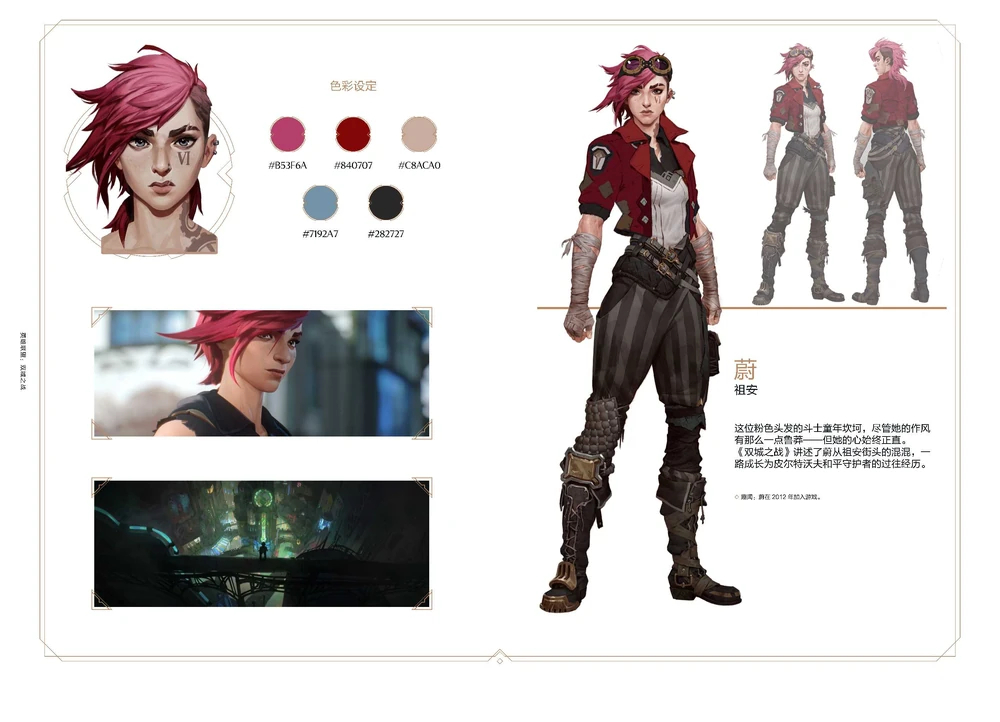 色彩设定
#B53F6A
#840707
#C8ACA0
#7192A7
#282727
VI
英雄联盟：双城之战
蔚
祖安
这位粉色头发的斗士童年坎坷，尽管她的作风
有那么一点鲁莽——但她的心始终正直。
《双城之战》讲述了蔚从祖安街头的混混，一
路成长为皮尔特沃夫和平守护者的过往经历。
◇ 趣闻：蔚在 2012 年加入游戏。